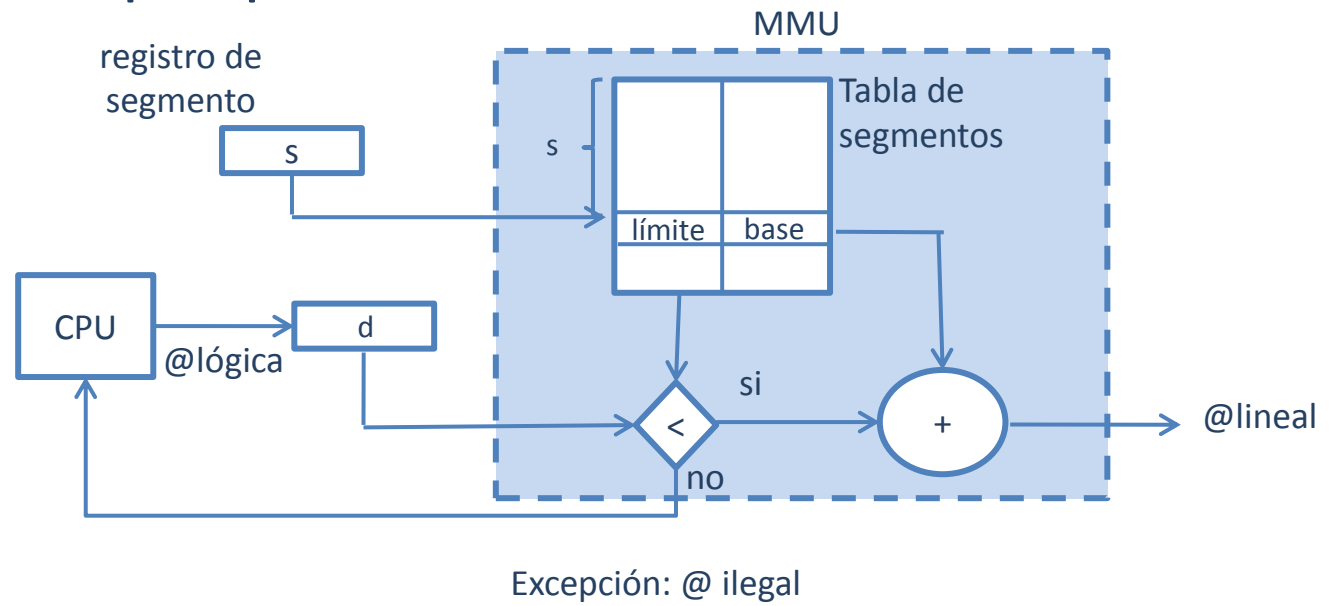 MMU
registro de
segmento
s
s
Tabla de
segmentos
límite
base
CPU
@lógica
d
<
si
+
@lineal
no
Excepción: @ ilegal